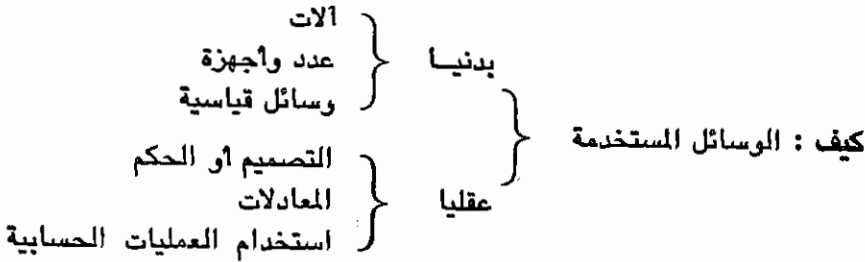 كيف : الوسائل المستخدمة
بدنيا
آلات
عدد وأجهزة
وسائل قياسية
عقليا
التصميم أو الحكم
المعادلات
استخدام العمليات الحسابية